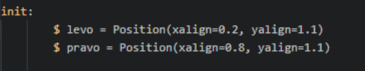 init:
$ levo = Position(xalign=0.2, yalign=1.1)
$ pravo = Position(xalign=0.8, yalign=1.1)